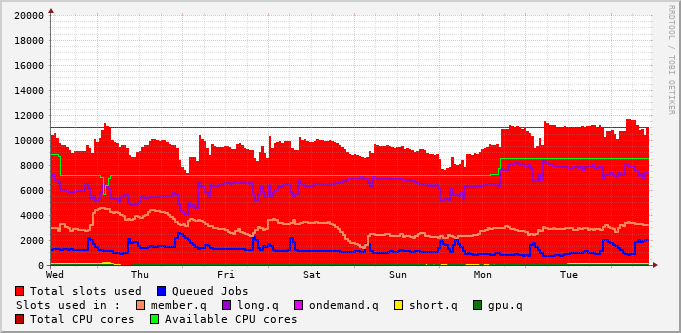 20000
18000
16000
14000
12000
10000
8000
6000
4000
2000
0
Wed Thu Fri Sat Sun Mon Tue
RRDTOOL / TOBI OETIKER
Total slots used Queued Jobs
Slots used in : member.q long.q ondemand.q short.q gpu.q
Total CPU cores Available CPU cores